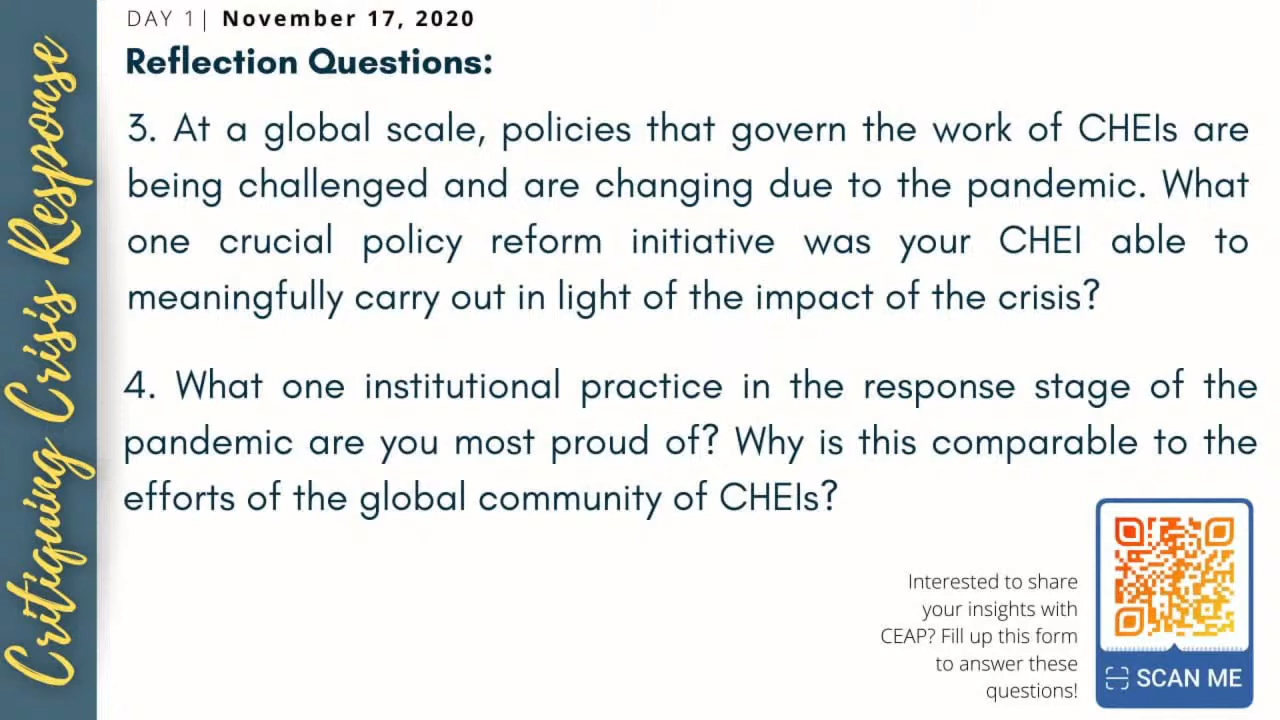 Critiquing Crisis Response
DAY 1| November 17, 2020
Reflection Questions:
3. At a global scale, policies that govern the work of CHEIs are
being challenged and are changing due to the pandemic. What
one crucial policy reform initiative was your CHEI able to
meaningfully carry out in light of the impact of the crisis?
4. What one institutional practice in the response stage of the
pandemic are you most proud of? Why is this comparable to the
efforts of the global community of CHEIs?
Interested to share
your insights with
CEAP? Fill up this form
to answer these
questions!
SCAN ME